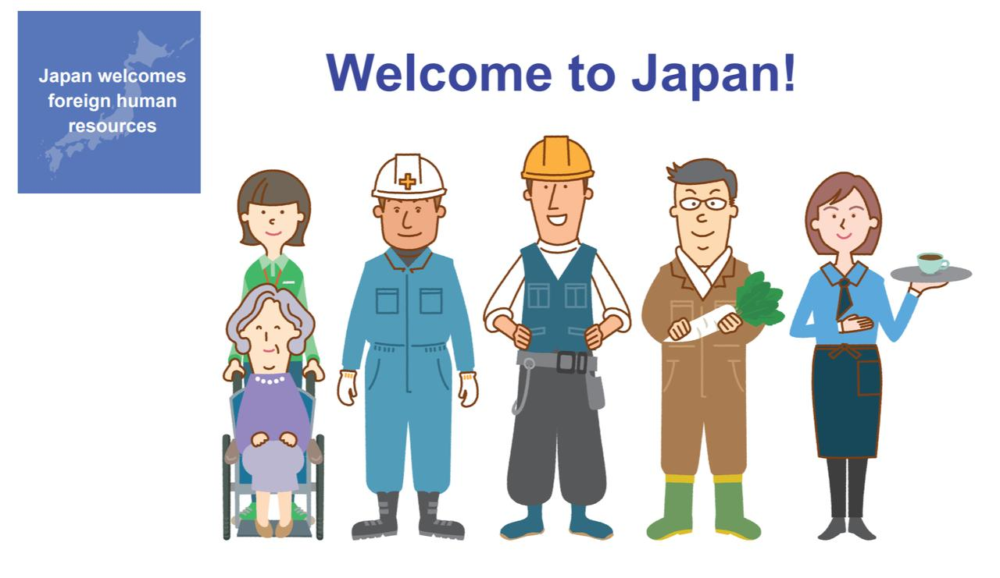 Japan welcomes
foreign human
resources
Welcome to Japan!